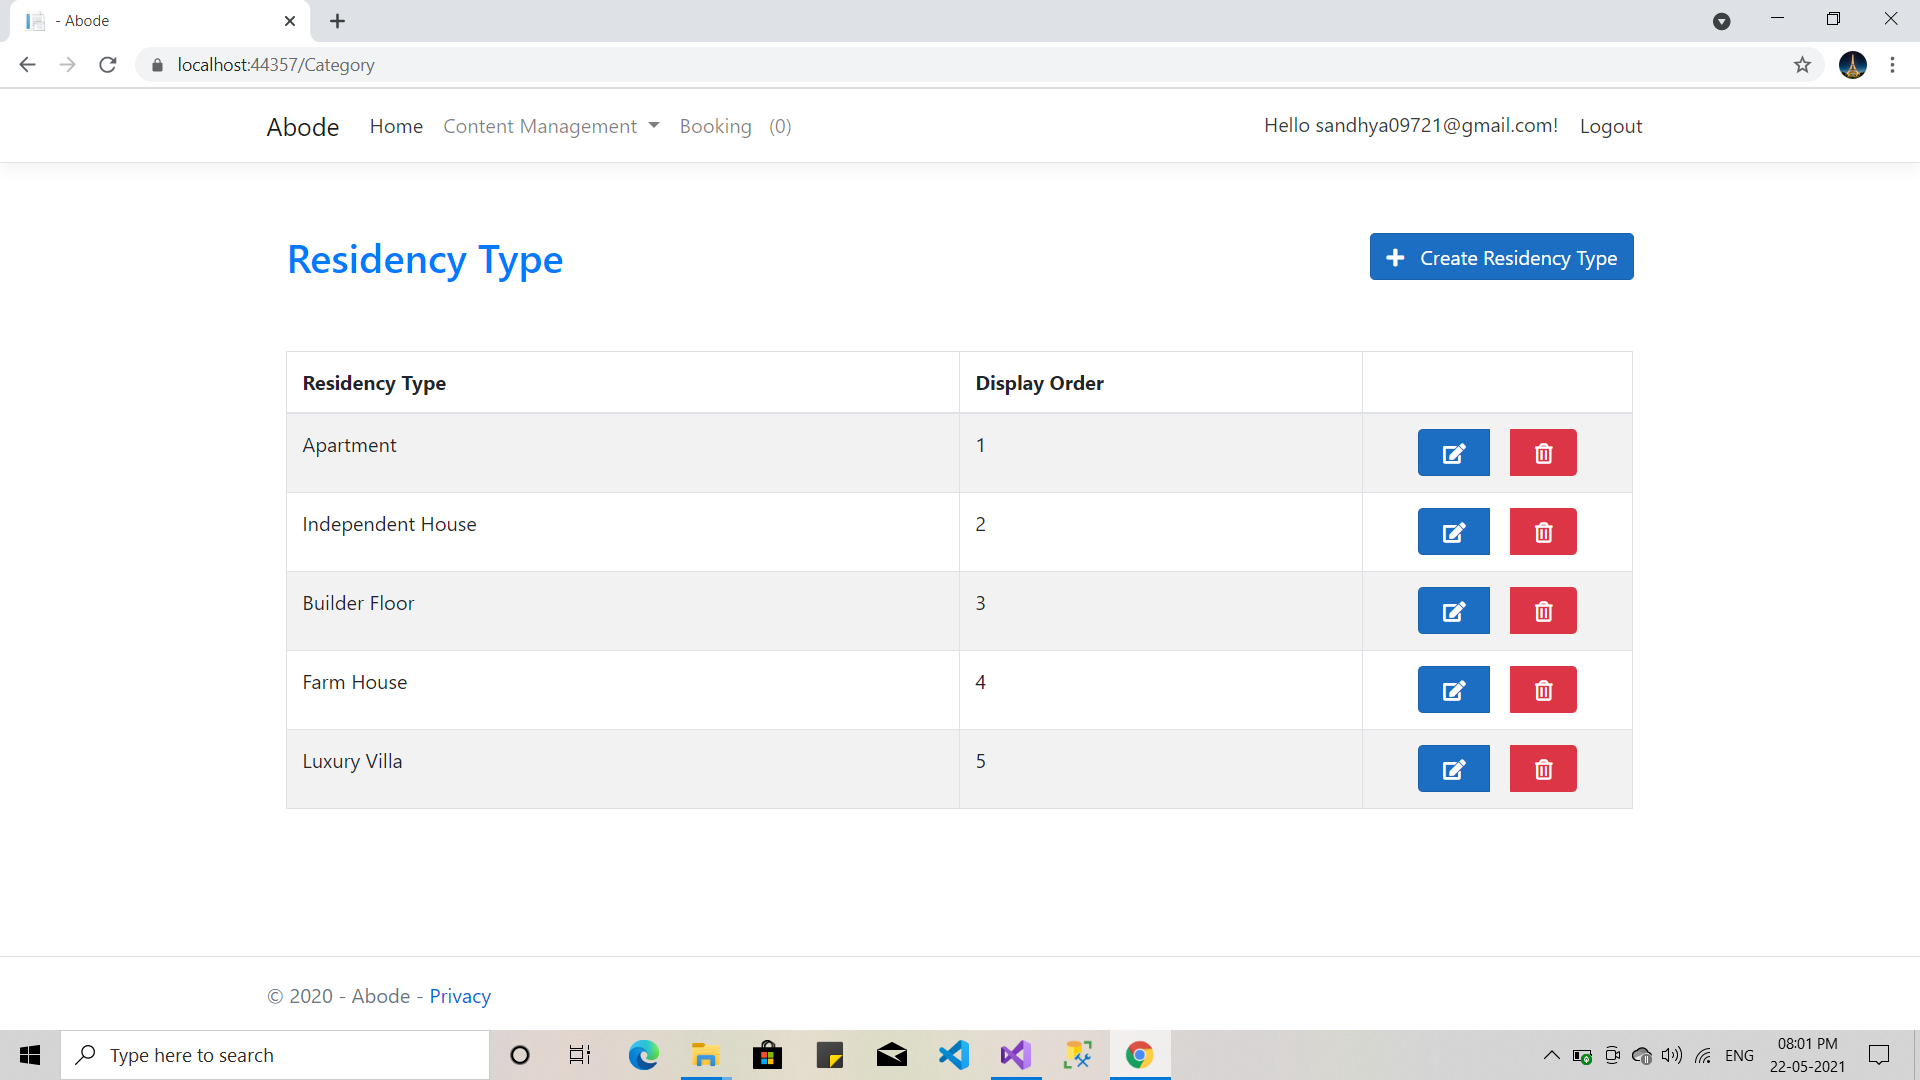 - Abode
localhost:44357/Category
Abode Home Content Management Booking (0) Hello sandhya09721@gmail.com! Logout
Residency Type
Create Residency Type
Residency Type Display Order
Apartment 1
Independent House 2
Builder Floor 3
Farm House 4
Luxury Villa 5
© 2020 - Abode - Privacy
Type here to search
ENG
08:01 PM
22-05-2021